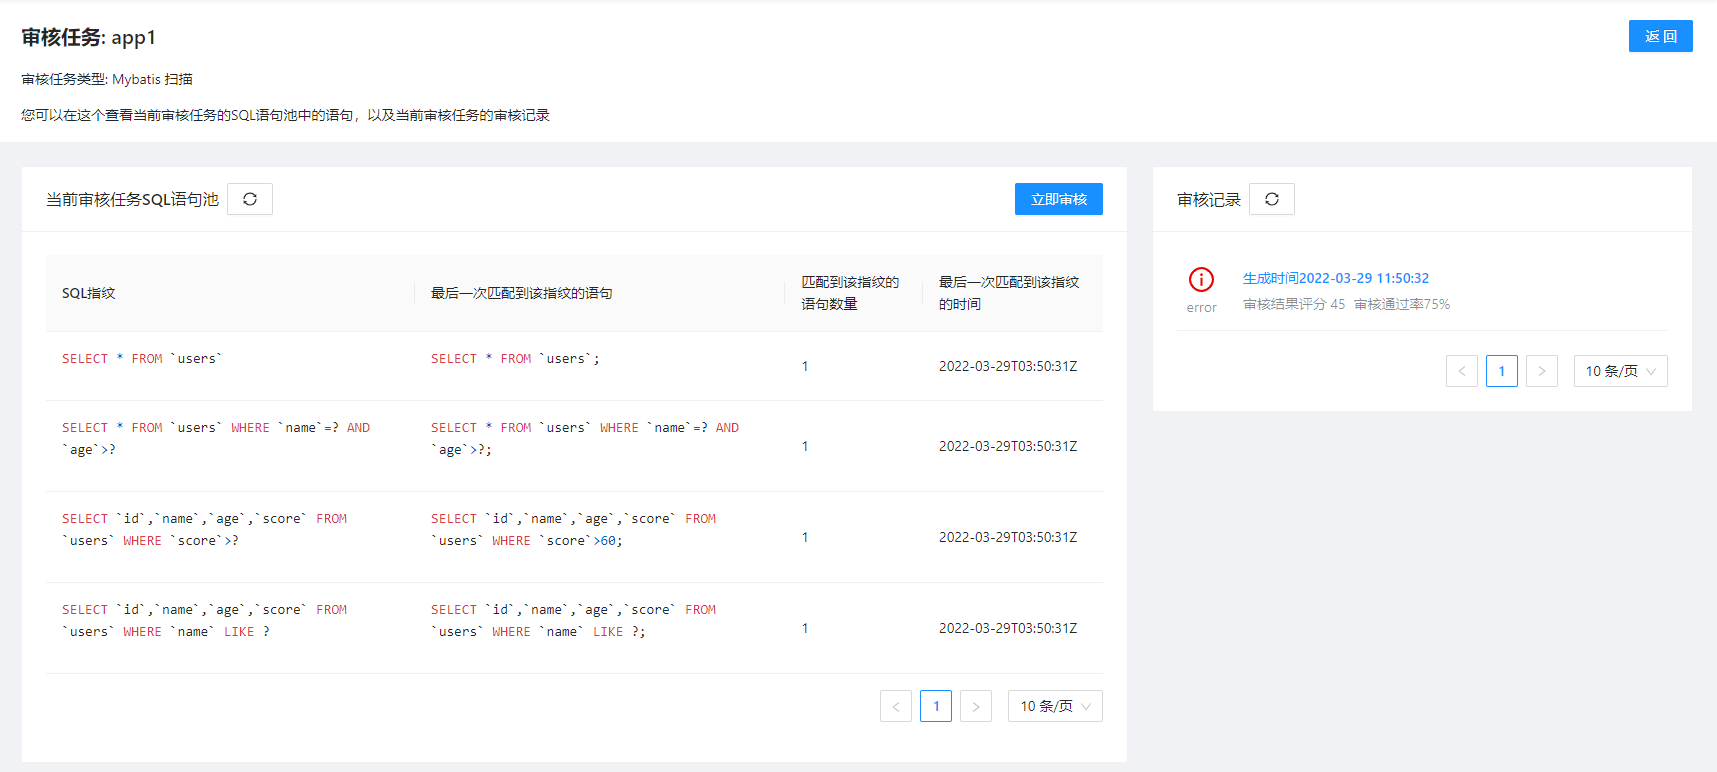 审核任务: app1
返 回
审核任务类型: Mybatis 扫描
您可以在这个查看当前审核任务的SQL语句池中的语句，以及当前审核任务的审核记录
当前审核任务SQL语句池
立即审核
SQL指纹
最后一次匹配到该指纹的语句
匹配到该指纹的
语句数量
最后一次匹配到该指纹
的时间
SELECT * FROM `users`
SELECT * FROM `users`;
1
2022-03-29T03:50:31Z
SELECT * FROM `users` WHERE `name`=? AND
`age`>?
SELECT * FROM `users` WHERE `name`=? AND
`age`>?;
1
2022-03-29T03:50:31Z
SELECT `id`,`name`,`age`,`score` FROM
`users` WHERE `score`>?
SELECT `id`,`name`,`age`,`score` FROM
`users` WHERE `score`>60;
1
2022-03-29T03:50:31Z
SELECT `id`,`name`,`age`,`score` FROM
`users` WHERE `name` LIKE ?
SELECT `id`,`name`,`age`,`score` FROM
`users` WHERE `name` LIKE ?;
1
2022-03-29T03:50:31Z
< 1 > 10 条/页
审核记录
error
生成时间2022-03-29 11:50:32
审核结果评分 45 审核通过率75%
< 1 > 10 条/页